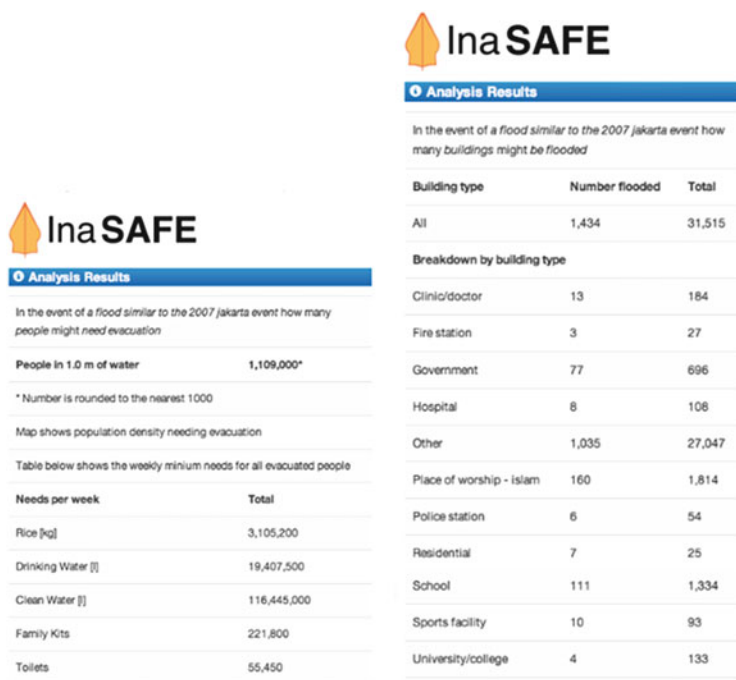 InaSAFE
Analysis Results
In the event of a flood similar to the 2007 jakarta event how many
people might need evacuation
People in 1.0 m of water 1,109,000*
* Number is rounded to the nearest 1000
Map shows population density needing evacuation
Table below shows the weekly minium needs for all evacuated people
Needs per week Total
Rice [kg] 3,105,200
Drinking Water [l] 19,407,500
Clean Water [l] 116,445,000
Family Kits 221,800
Toilets 55,450
InaSAFE
Analysis Results
In the event of a flood similar to the 2007 jakarta event how
many buildings might be flooded
Building type Number flooded Total
All 1,434 31,515
Breakdown by building type
Clinic/doctor 13 184
Fire station 3 27
Government 77 696
Hospital 8 108
Other 1,035 27,047
Place of worship - islam 160 1,814
Police station 6 54
Residential 7 25
School 111 1,334
Sports facility 10 93
University/college 4 133